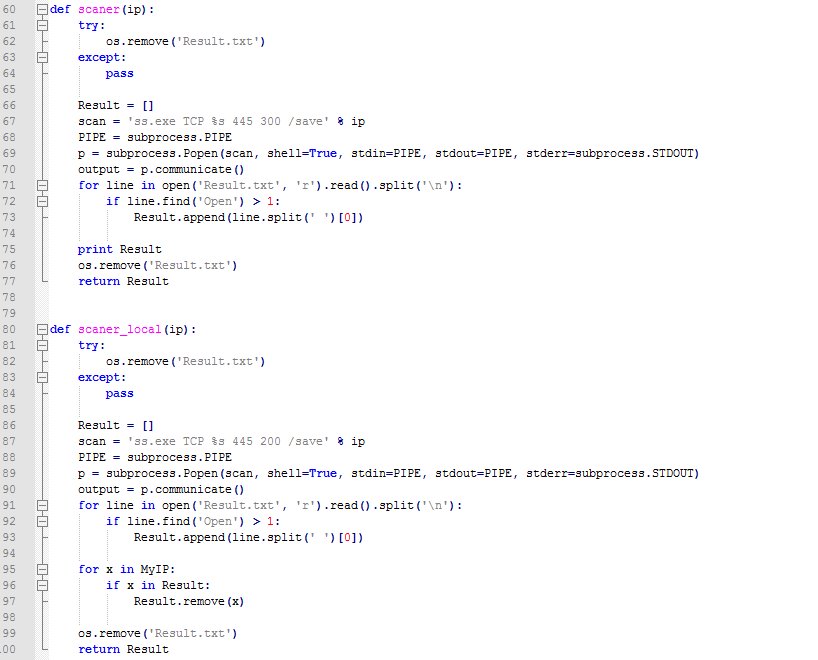 60 def scaner(ip):
61     try:
62         os.remove('Result.txt')
63     except:
64         pass
65
66     Result = []
67     scan = 'ss.exe TCP %s 445 300 /save' % ip
68     PIPE = subprocess.PIPE
69     p = subprocess.Popen(scan, shell=True, stdin=PIPE, stdout=PIPE, stderr=subprocess.STDOUT)
70     output = p.communicate()
71     for line in open('Result.txt', 'r').read().split('\n'):
72         if line.find('Open') > 1:
73             Result.append(line.split(' ')[0])
74
75     print Result
76     os.remove('Result.txt')
77     return Result
78
79
80 def scaner_local(ip):
81     try:
82         os.remove('Result.txt')
83     except:
84         pass
85
86     Result = []
87     scan = 'ss.exe TCP %s 445 200 /save' % ip
88     PIPE = subprocess.PIPE
89     p = subprocess.Popen(scan, shell=True, stdin=PIPE, stdout=PIPE, stderr=subprocess.STDOUT)
90     output = p.communicate()
91     for line in open('Result.txt', 'r').read().split('\n'):
92         if line.find('Open') > 1:
93             Result.append(line.split(' ')[0])
94
95     for x in MyIP:
96         if x in Result:
97             Result.remove(x)
98
99     os.remove('Result.txt')
00     return Result